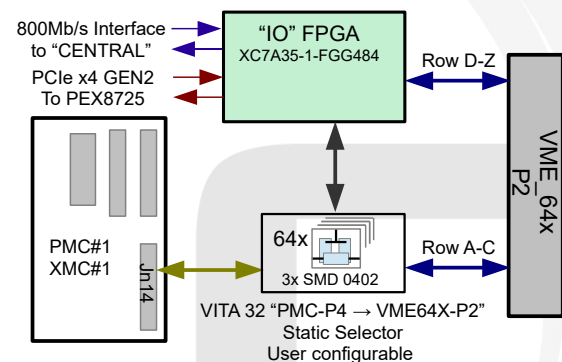 800Mb/s Interface
to “CENTRAL”
PCIe x4 GEN2
To PEX8725
“IO” FPGA
XC7A35-1-FGG484
Row D-Z
VME_64x
P2
PMC#1
XMC#1
Jn14
64x
3x SMD 0402
Row A-C
VITA 32 “PMC-P4 → VME64X-P2”
Static Selector
User configurable